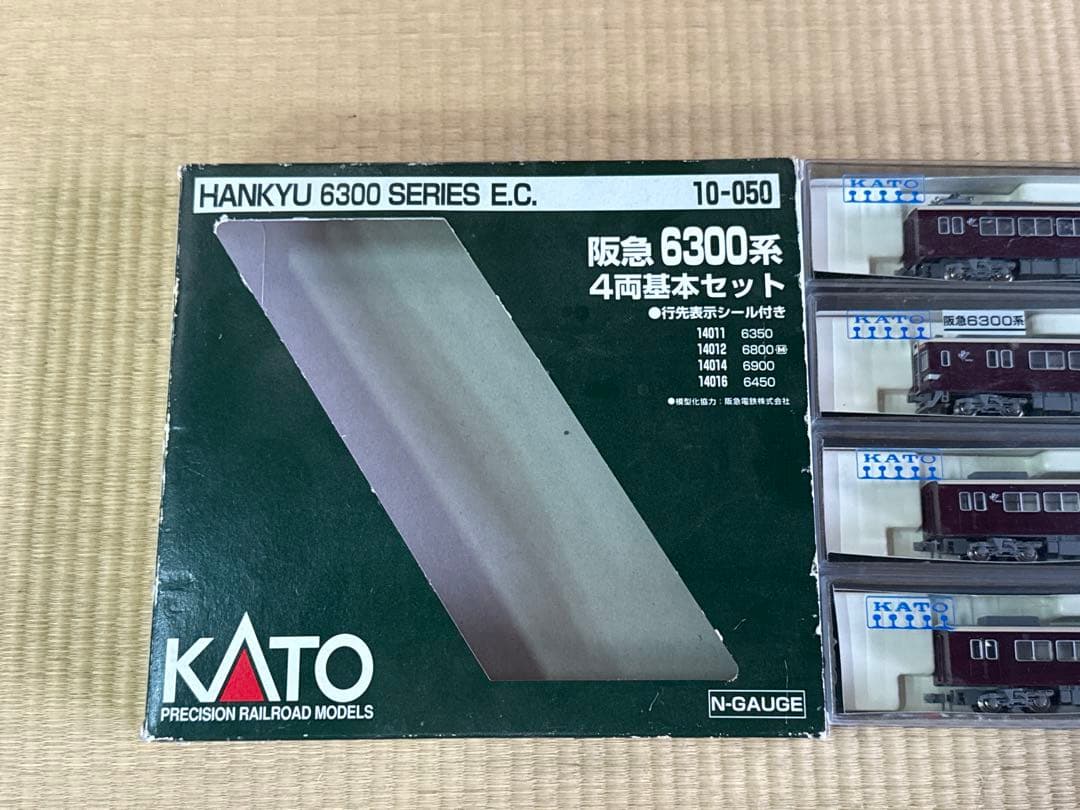 HANKYU 6300 SERIES E.C. 10-050
阪急 6300系
4両基本セット
●行先表示シール付き
14011 6350
14012 6800Ⓜ
14014 6900
14016 6450
●模型化協力:阪急電鉄株式会社
KATO
PRECISION RAILROAD MODELS
N-GAUGE
KATO
KATO
阪急6300系
KATO
KATO